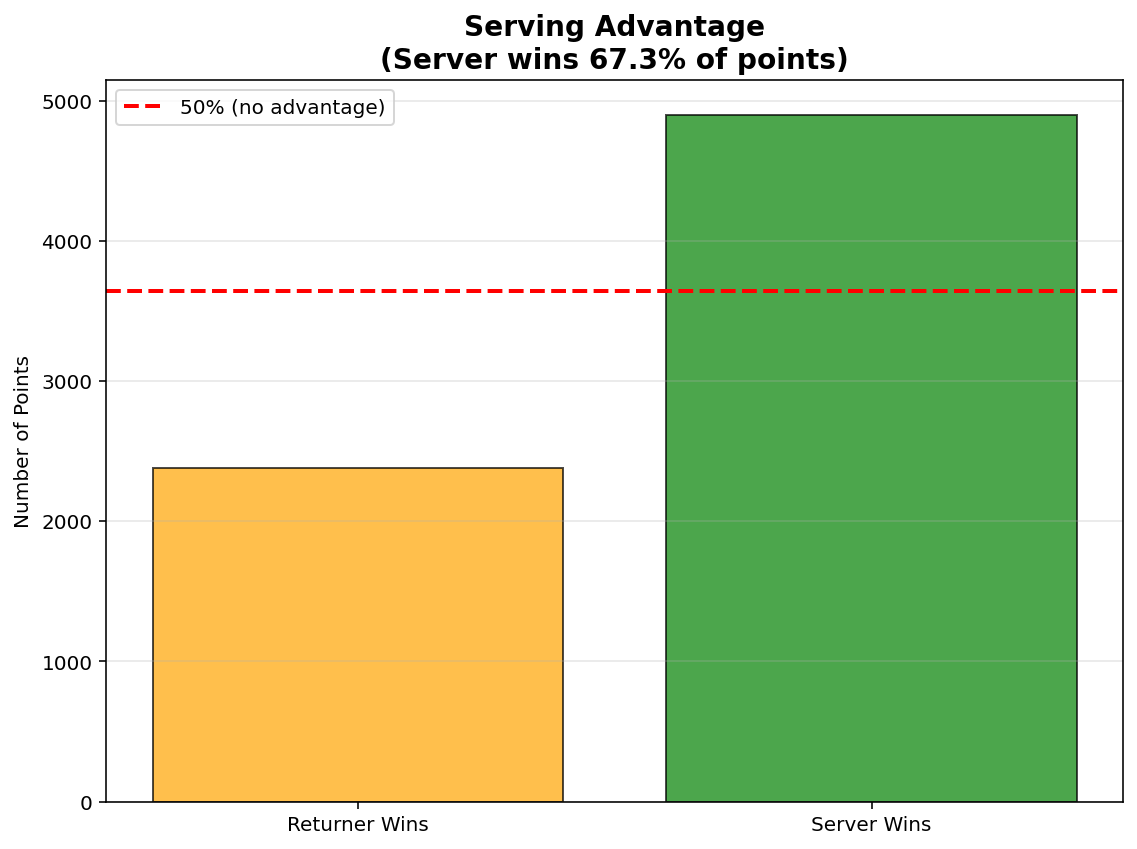 Serving Advantage
(Server wins 67.3% of points)
50% (no advantage)
5000
4000
3000
2000
1000
0
Number of Points
Returner Wins
Server Wins